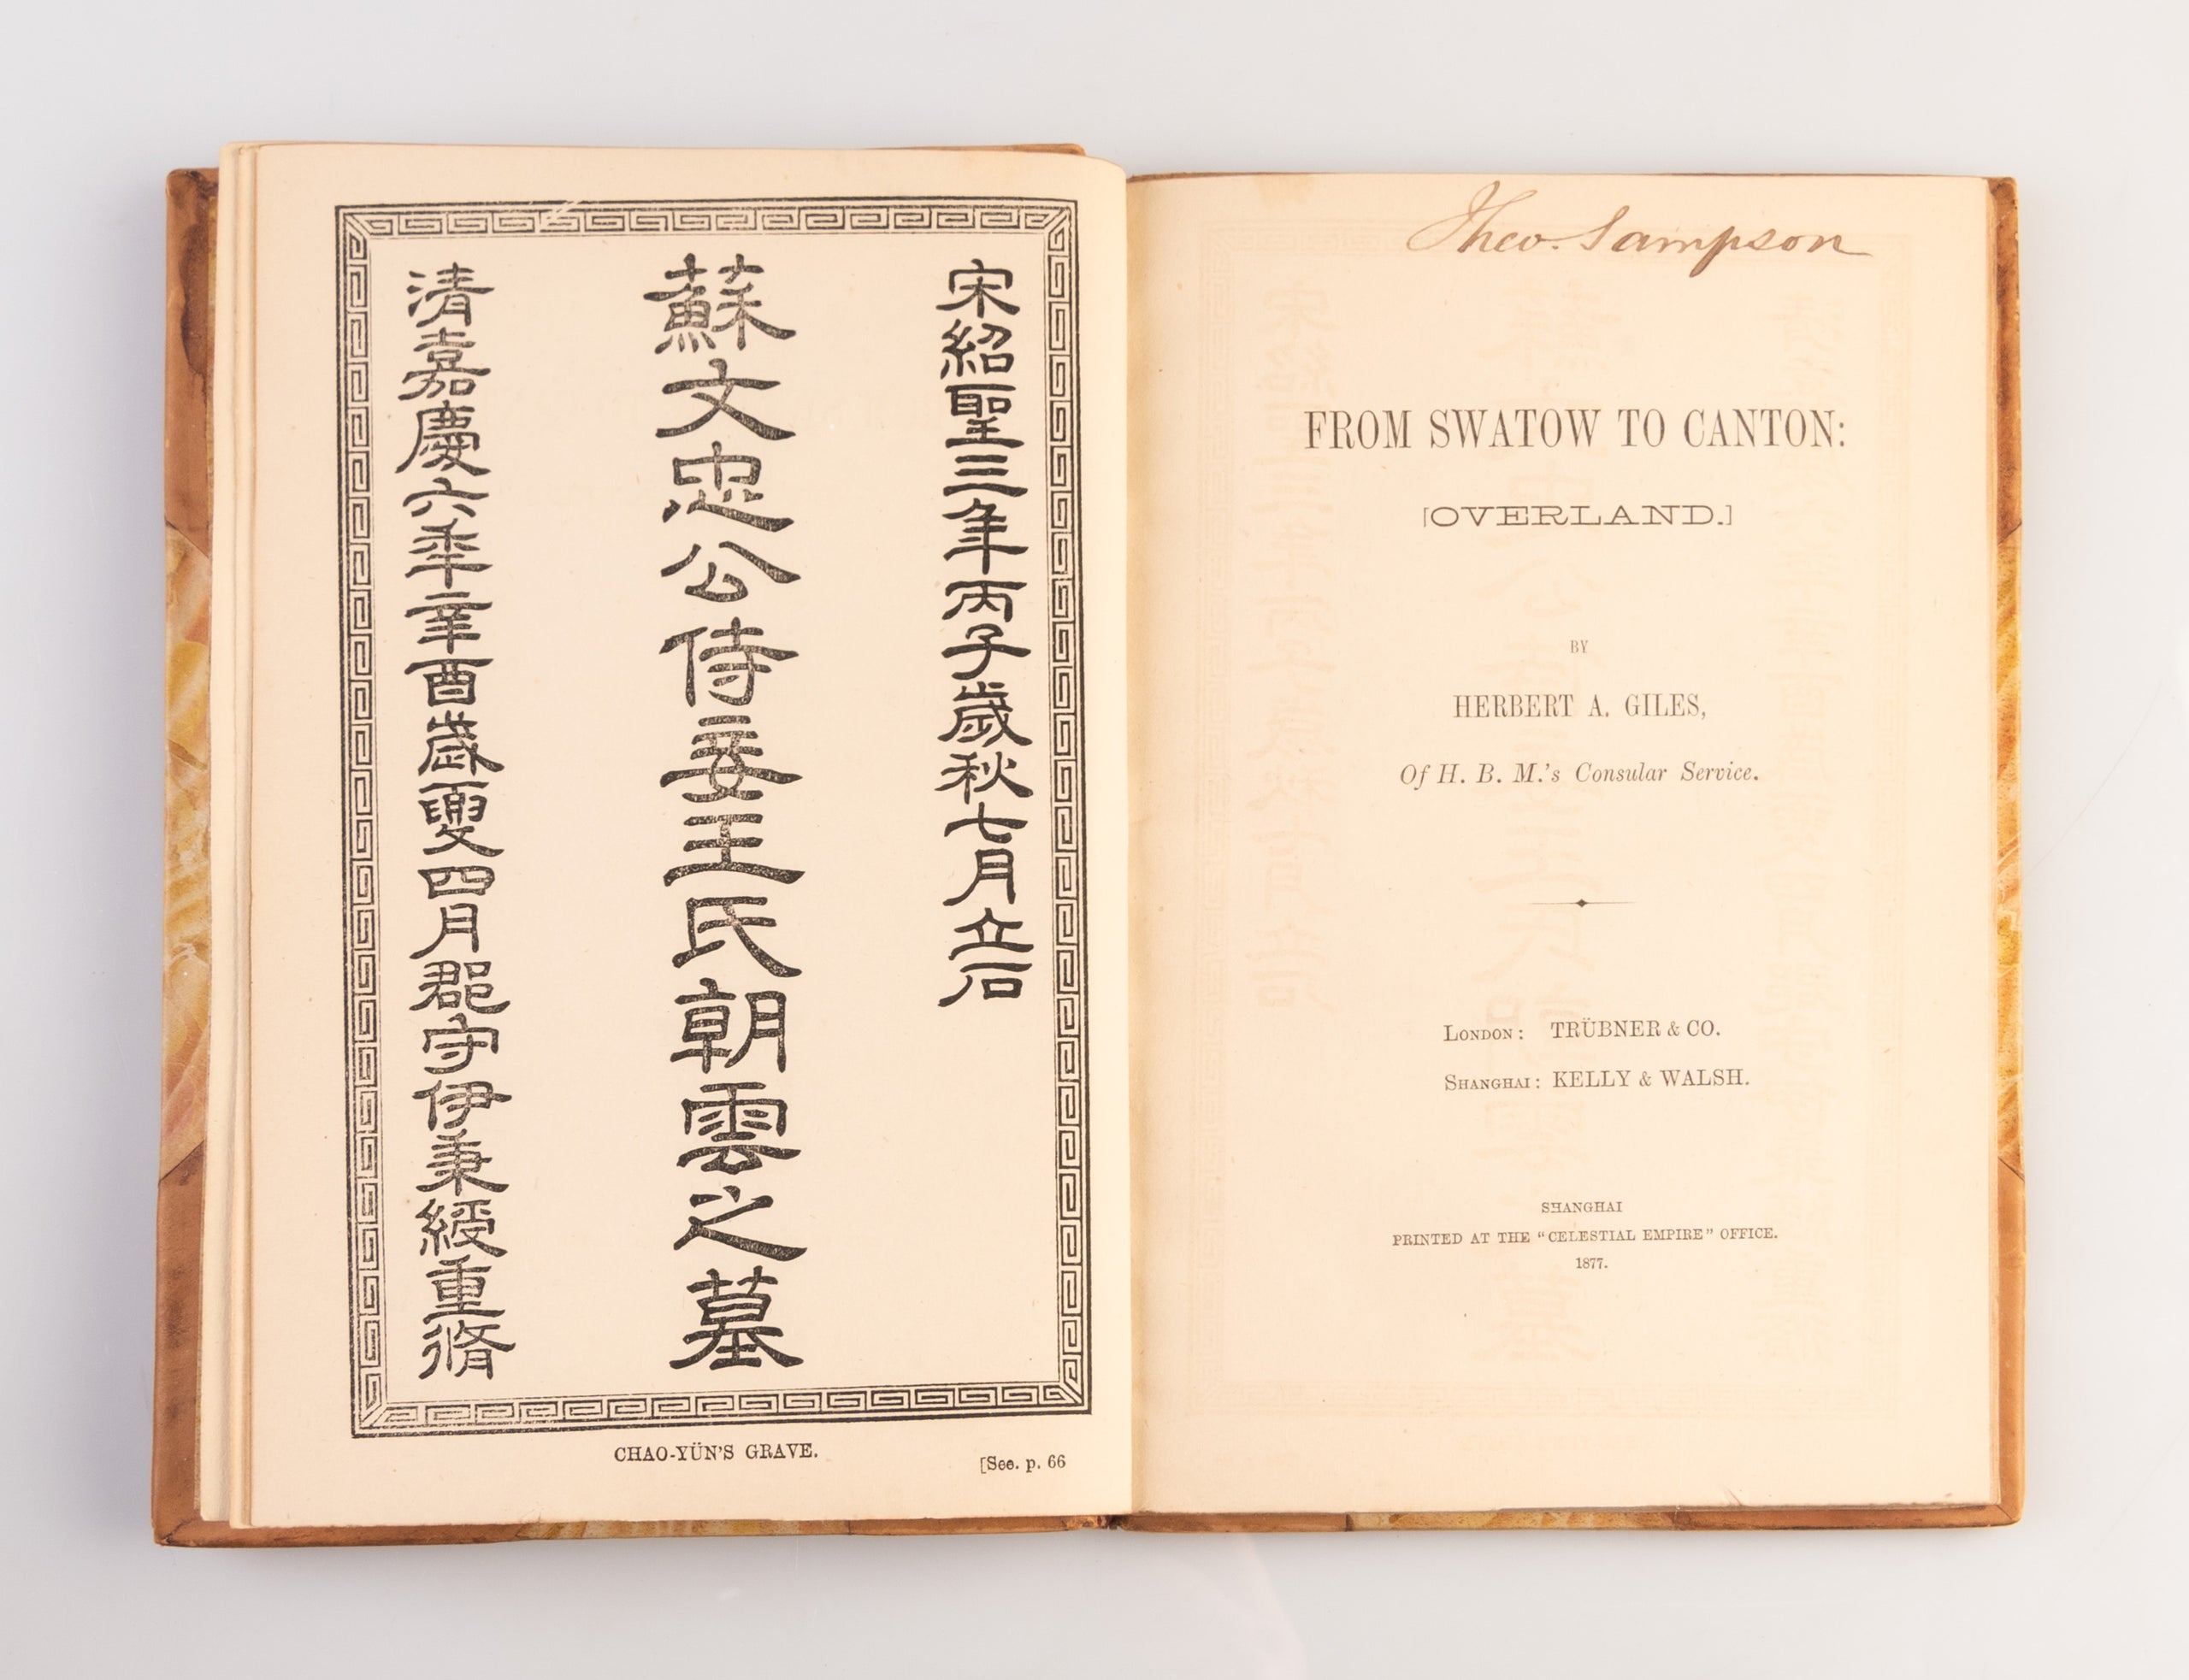 宋紹聖三年丙子歲秋七月立石
蘇文忠公侍妾王氏朝雲之墓
清嘉慶六秊辛酉歲夏四月郡守伊秉綬重脩
CHAO-YÜN'S GRAVE.
[See. p. 66
Theo. Sampson
FROM SWATOW TO CANTON:
[OVERLAND.]
BY
HERBERT A. GILES,
Of H. B. M.'s Consular Service.
LONDON: TRÜBNER & CO.
SHANGHAI: KELLY & WALSH.
SHANGHAI
PRINTED AT THE "CELESTIAL EMPIRE" OFFICE.
1877.